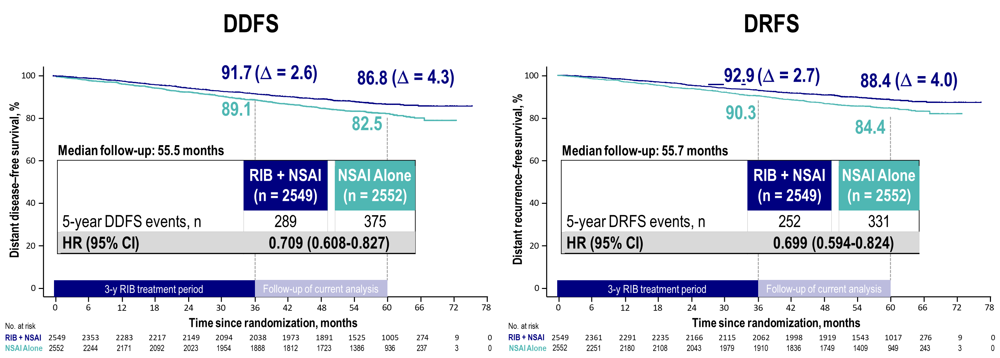 DDFS
91.7 (Δ = 2.6)
86.8 (Δ = 4.3)
89.1
82.5
Distant disease–free survival, %
100
80
60
40
20
0
Median follow-up: 55.5 months
RIB + NSAI
(n = 2549)
NSAI Alone
(n = 2552)
5-year DDFS events, n 289 375
HR (95% CI) 0.709 (0.608-0.827)
3-y RIB treatment period
Follow-up of current analysis
0 6 12 18 24 30 36 42 48 54 60 66 72 78
Time since randomization, months
No. at risk
RIB + NSAI 2549 2353 2283 2217 2149 2094 2038 1973 1891 1525 1005 274 9 0
NSAI Alone 2552 2244 2171 2092 2023 1954 1888 1812 1723 1386 936 237 3 0
DRFS
92.9 (Δ = 2.7)
88.4 (Δ = 4.0)
90.3
84.4
Distant recurrence–free survival, %
100
80
60
40
20
0
Median follow-up: 55.7 months
RIB + NSAI
(n = 2549)
NSAI Alone
(n = 2552)
5-year DRFS events, n 252 331
HR (95% CI) 0.699 (0.594-0.824)
3-y RIB treatment period
Follow-up of current analysis
0 6 12 18 24 30 36 42 48 54 60 66 72 78
Time since randomization, months
No. at risk
RIB + NSAI 2549 2361 2291 2235 2166 2115 2062 1998 1919 1543 1017 276 9 0
NSAI Alone 2552 2251 2180 2108 2043 1979 1910 1836 1749 1409 949 243 3 0